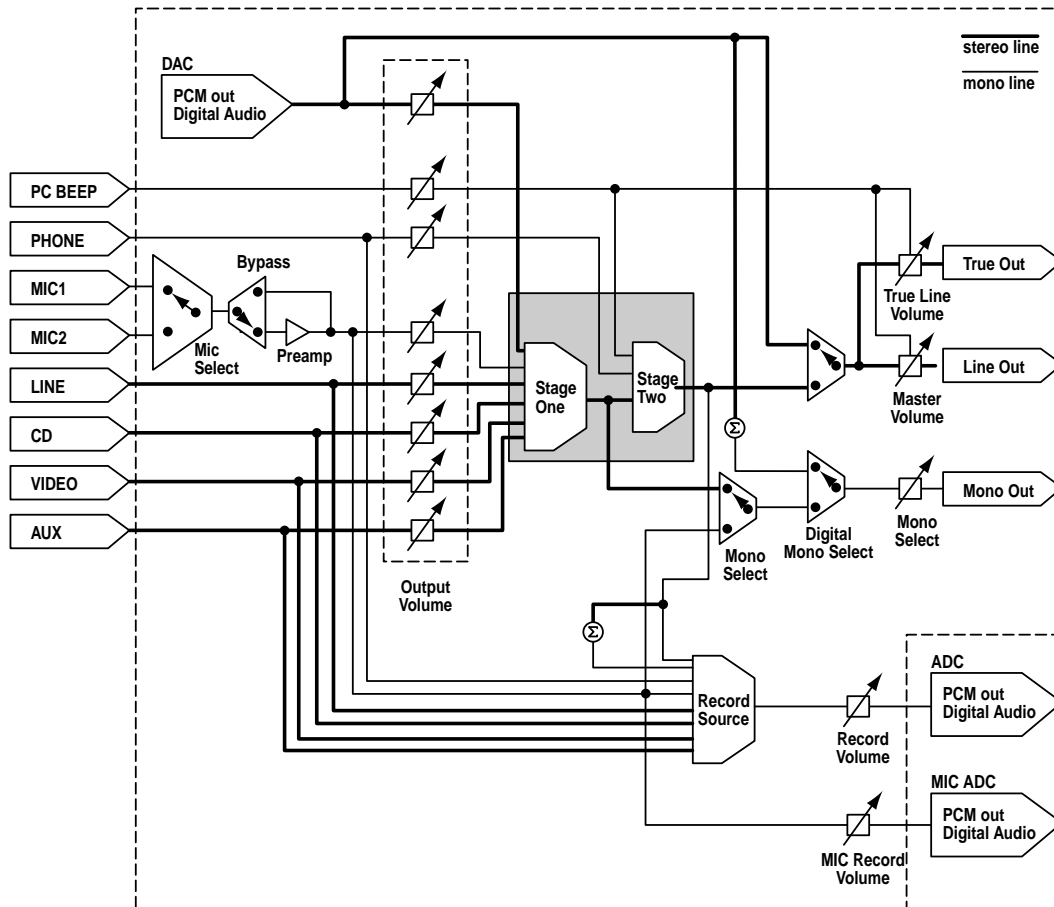 stereo line
mono line
DAC
PCM out
Digital Audio
PC BEEP
PHONE
MIC1
MIC2
LINE
CD
VIDEO
AUX
Bypass
Preamp
Mic
Select
Output
Volume
Stage
One
Stage
Two
True Out
True Line
Volume
Line Out
Master
Volume
Σ
Mono Out
Mono
Select
Digital
Mono Select
Mono
Select
Σ
Record
Source
Record
Volume
ADC
PCM out
Digital Audio
MIC ADC
PCM out
Digital Audio
MIC Record
Volume